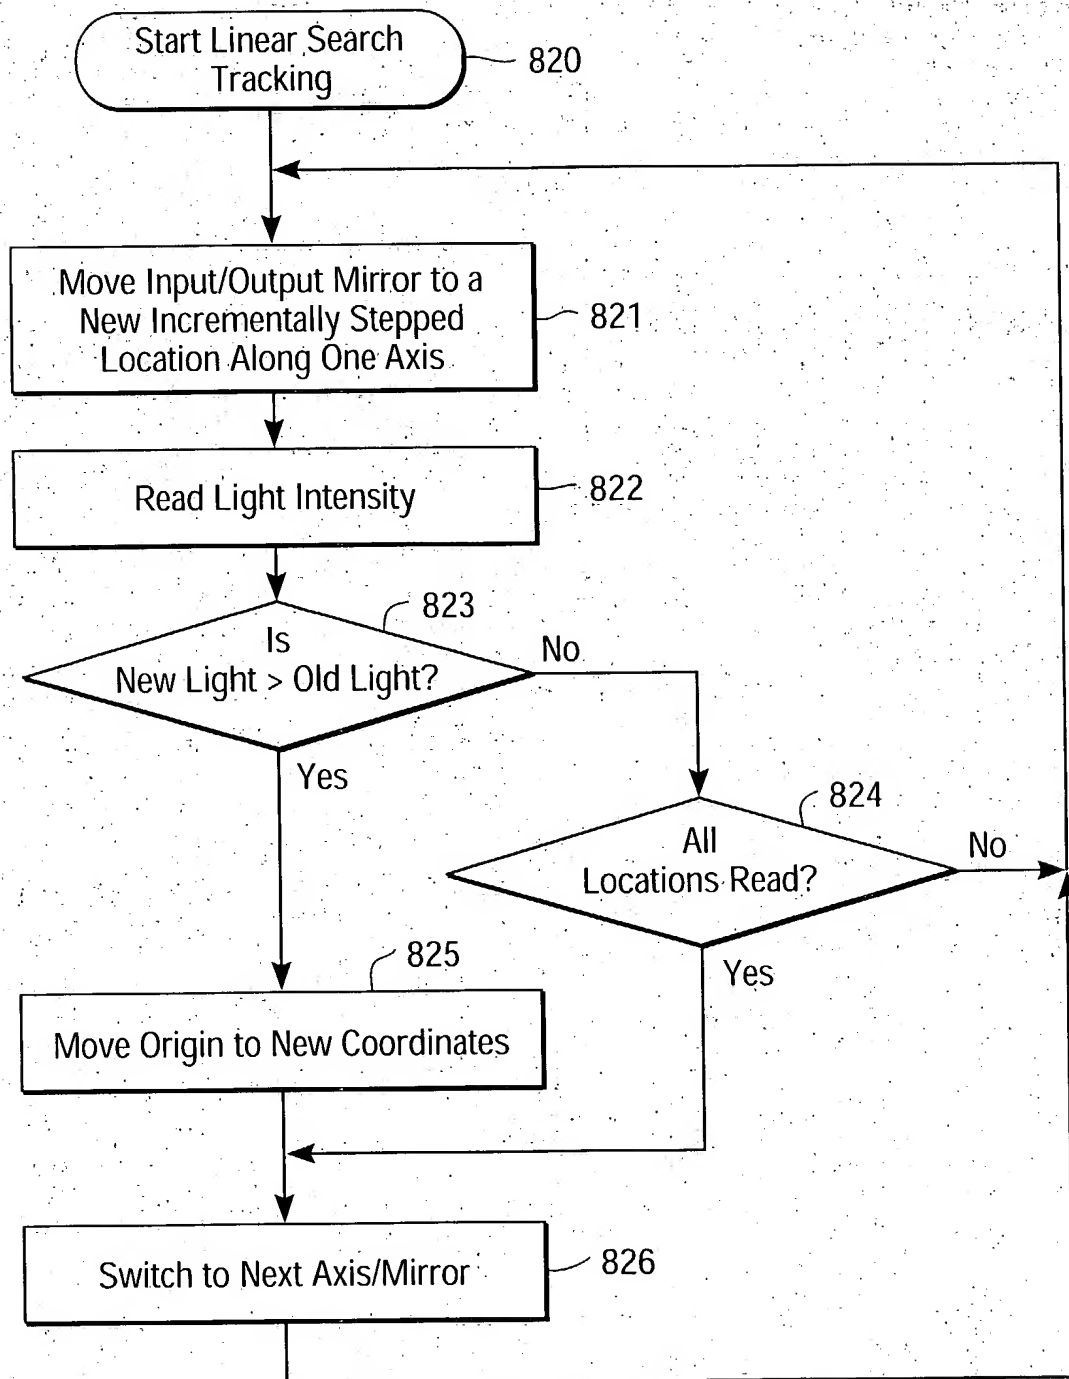 Start Linear Search
Tracking
820
Move Input/Output Mirror to a
New Incrementally Stepped
Location Along One Axis
821
Read Light Intensity
822
823
Is
New Light > Old Light?
No
Yes
824
All
Locations Read?
No
Yes
825
Move Origin to New Coordinates
Switch to Next Axis/Mirror
826